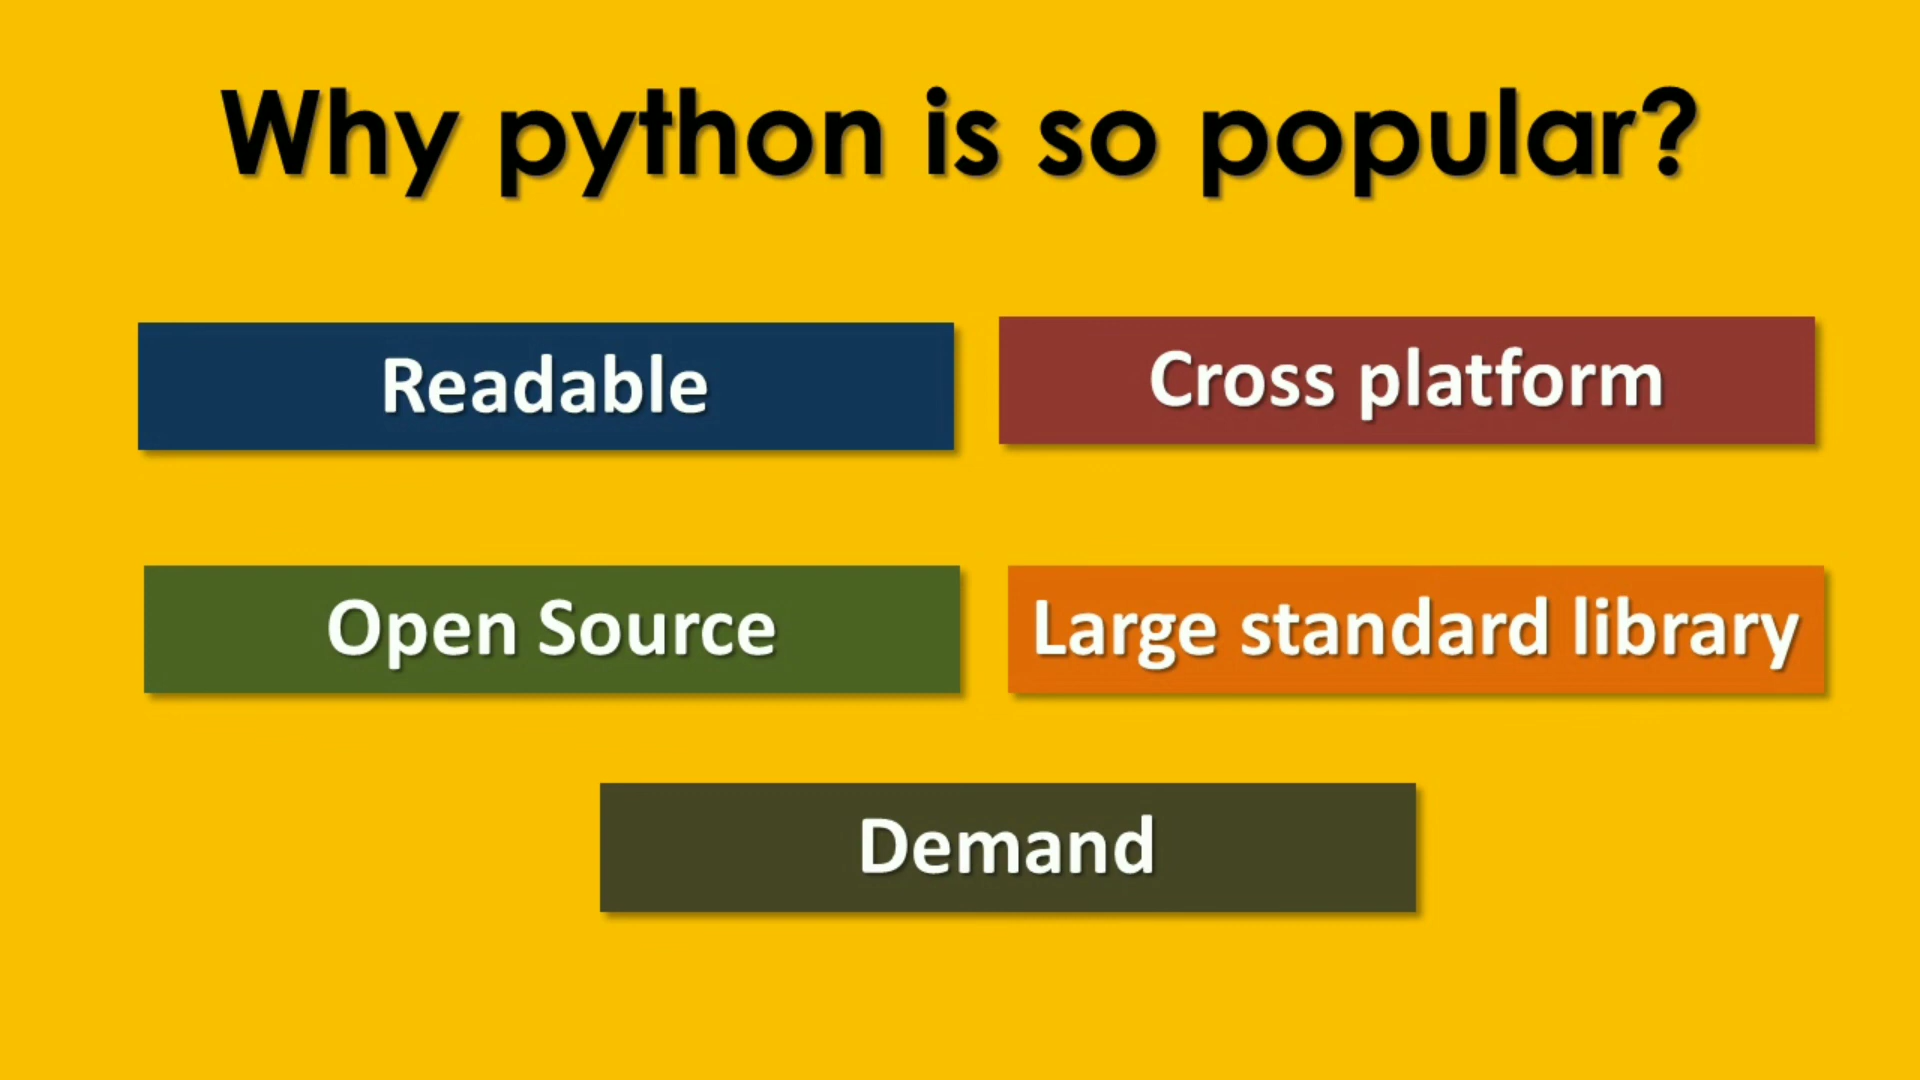 Why python is so popular?
Readable
Cross platform
Open Source
Large standard library
Demand